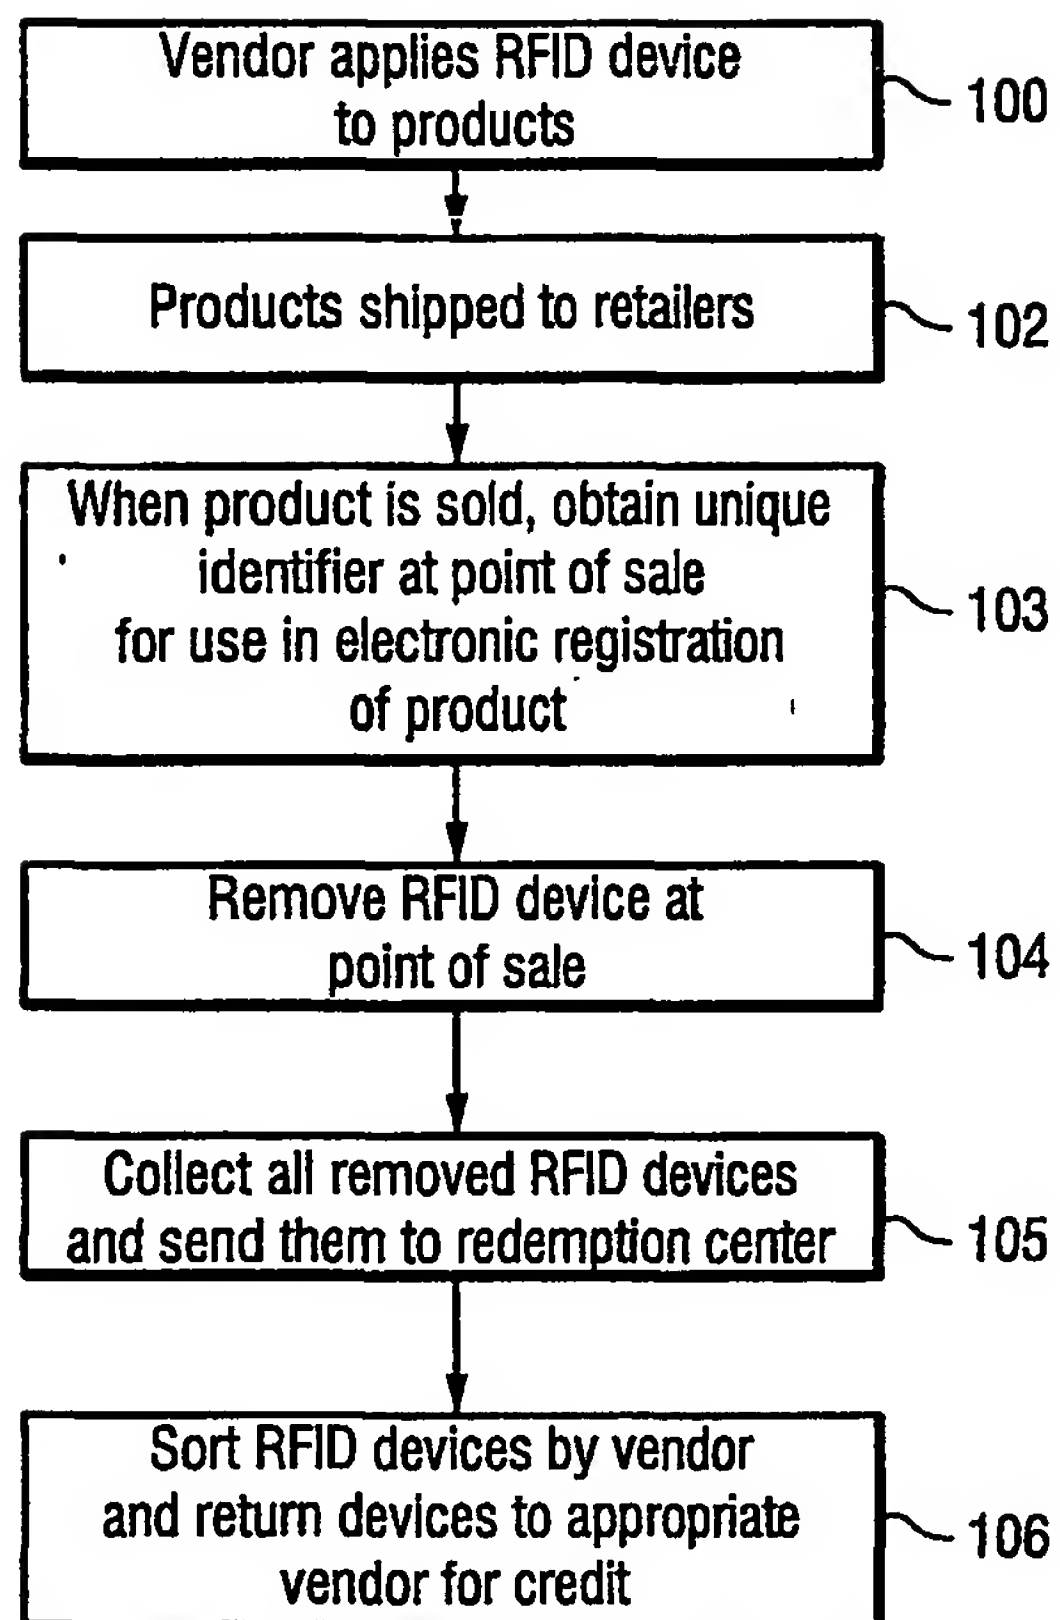 Vendor applies RFID device
to products
100
Products shipped to retailers
102
When product is sold, obtain unique
identifier at point of sale
for use in electronic registration
of product
103
Remove RFID device at
point of sale
104
Collect all removed RFID devices
and send them to redemption center
105
Sort RFID devices by vendor
and return devices to appropriate
vendor for credit
106